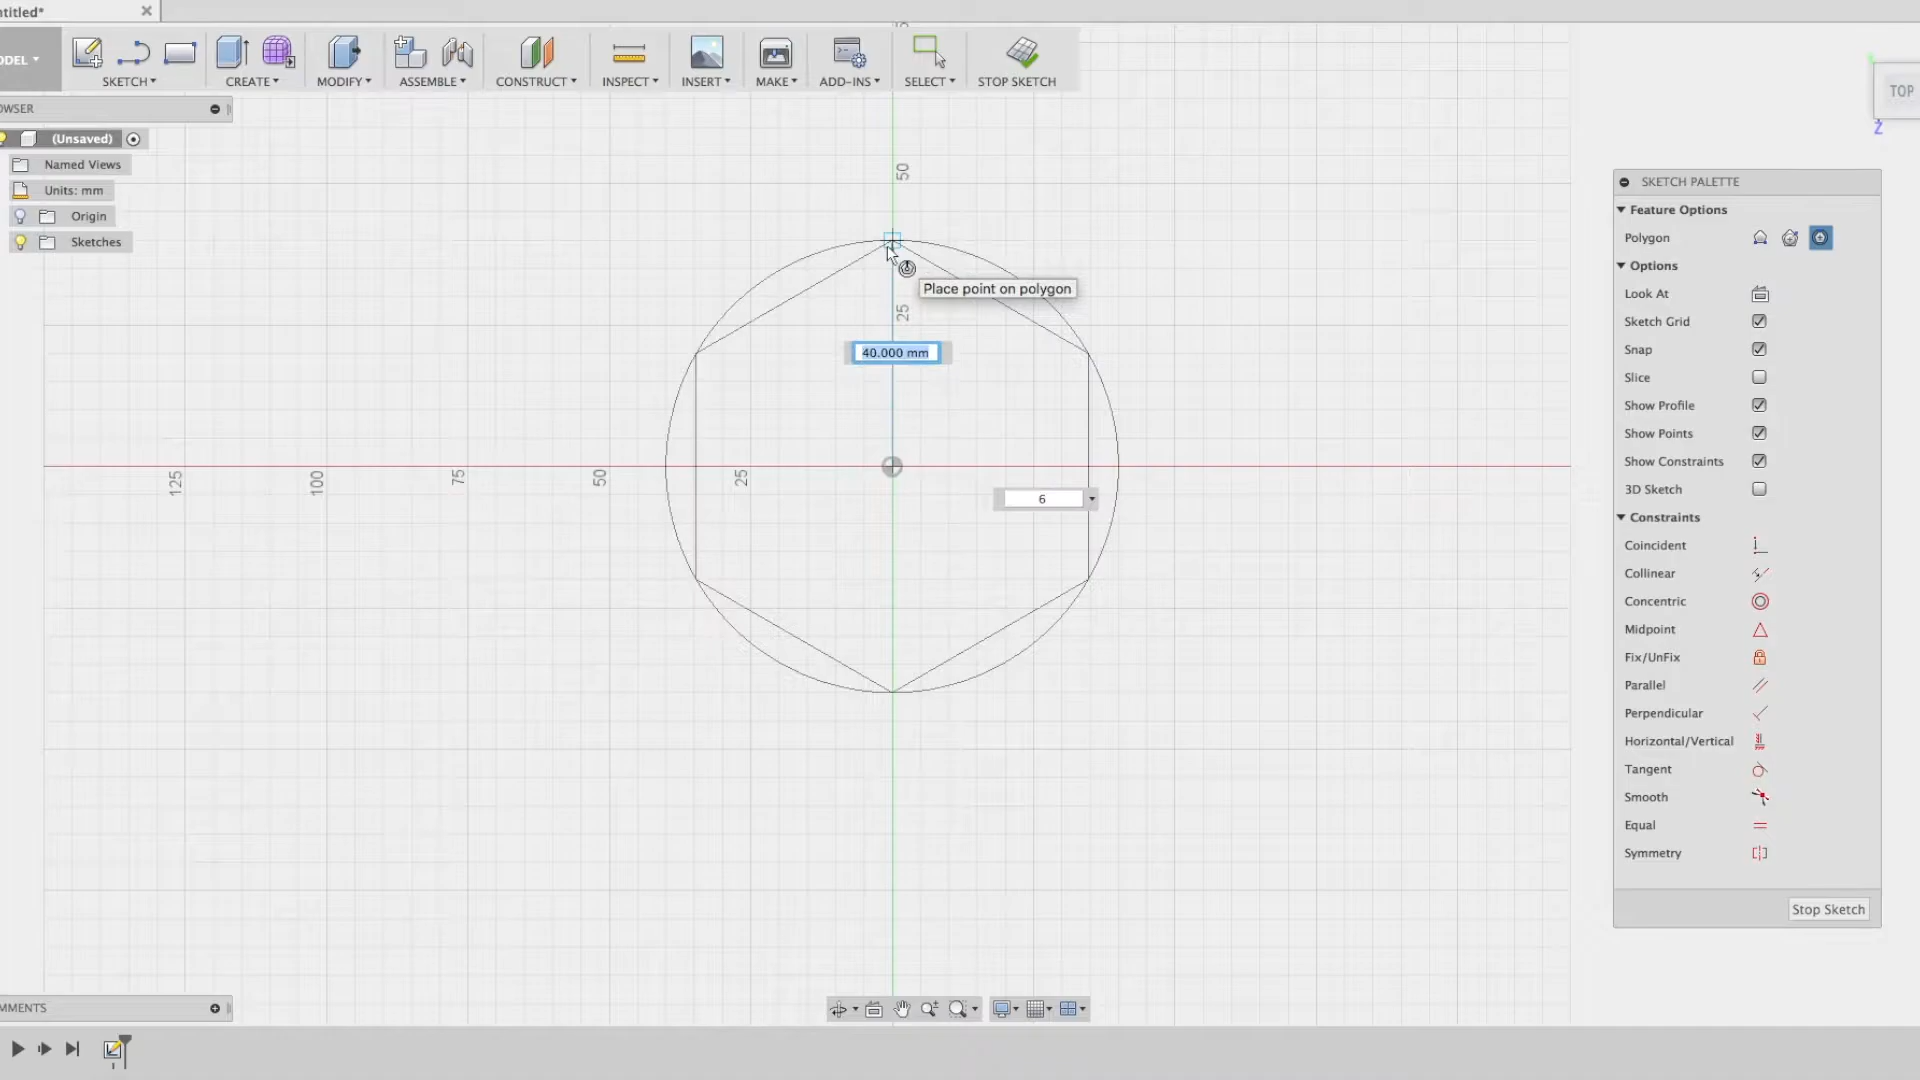 ntitled*
ODEL
SKETCH
CREATE
MODIFY
ASSEMBLE
CONSTRUCT
INSPECT
INSERT
MAKE
ADD-INS
SELECT
STOP SKETCH
OWSER
(Unsaved)
Named Views
Units: mm
Origin
Sketches
TOP
Z
50
25
Place point on polygon
40.000 mm
125
100
75
50
25
6
SKETCH PALETTE
Feature Options
Polygon
Options
Look At
Sketch Grid
Snap
Slice
Show Profile
Show Points
Show Constraints
3D Sketch
Constraints
Coincident
Collinear
Concentric
Midpoint
Fix/UnFix
Parallel
Perpendicular
Horizontal/Vertical
Tangent
Smooth
Equal
Symmetry
Stop Sketch
MMENTS